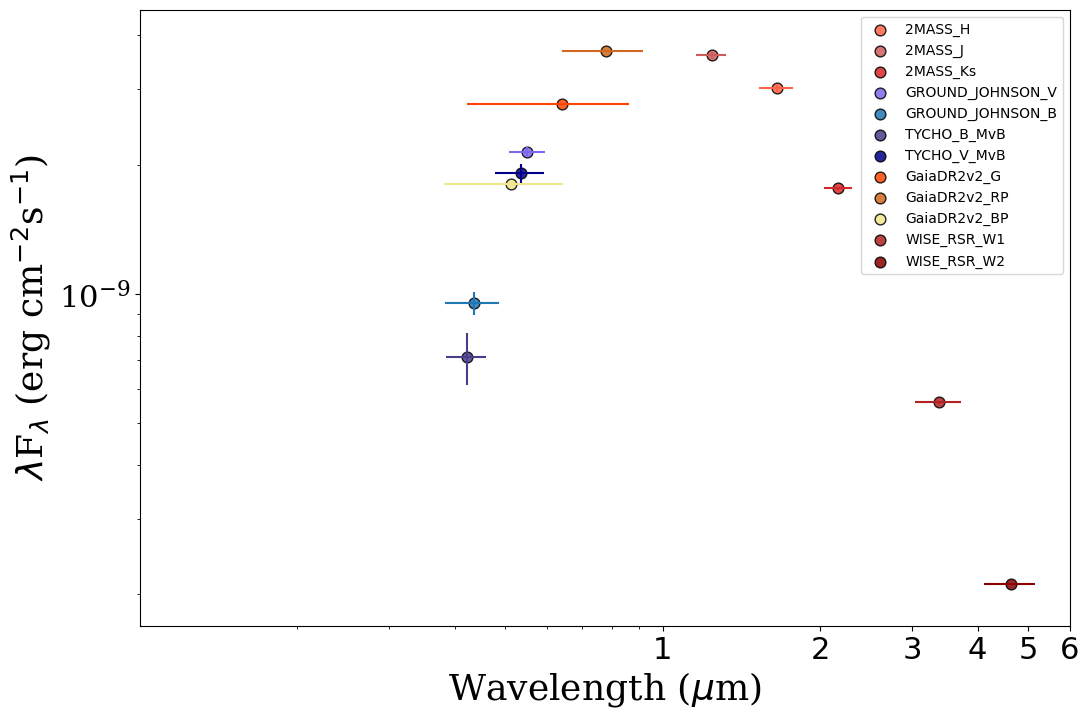 2MASS_H
2MASS_J
2MASS_Ks
GROUND_JOHNSON_V
GROUND_JOHNSON_B
TYCHO_B_MvB
TYCHO_V_MvB
GaiaDR2v2_G
GaiaDR2v2_RP
GaiaDR2v2_BP
WISE_RSR_W1
WISE_RSR_W2
λF_λ (erg cm⁻²s⁻¹)
10⁻⁹
1 2 3 4 5 6
Wavelength (μm)